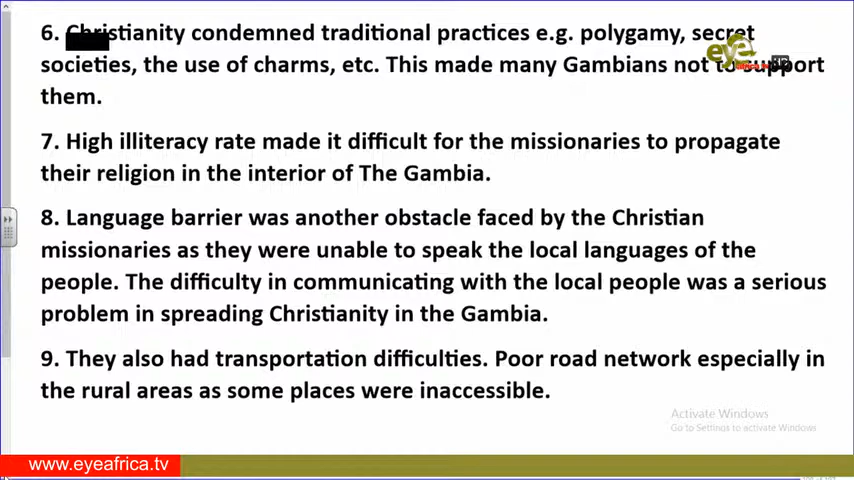 6. Christianity condemned traditional practices e.g. polygamy, secret
societies, the use of charms, etc. This made many Gambians not to support
them.
7. High illiteracy rate made it difficult for the missionaries to propagate
their religion in the interior of The Gambia.
8. Language barrier was another obstacle faced by the Christian
missionaries as they were unable to speak the local languages of the
people. The difficulty in communicating with the local people was a serious
problem in spreading Christianity in the Gambia.
9. They also had transportation difficulties. Poor road network especially in
the rural areas as some places were inaccessible.
eye
africa tv
Activate Windows
Go to Settings to activate Windows
www.eyeafrica.tv